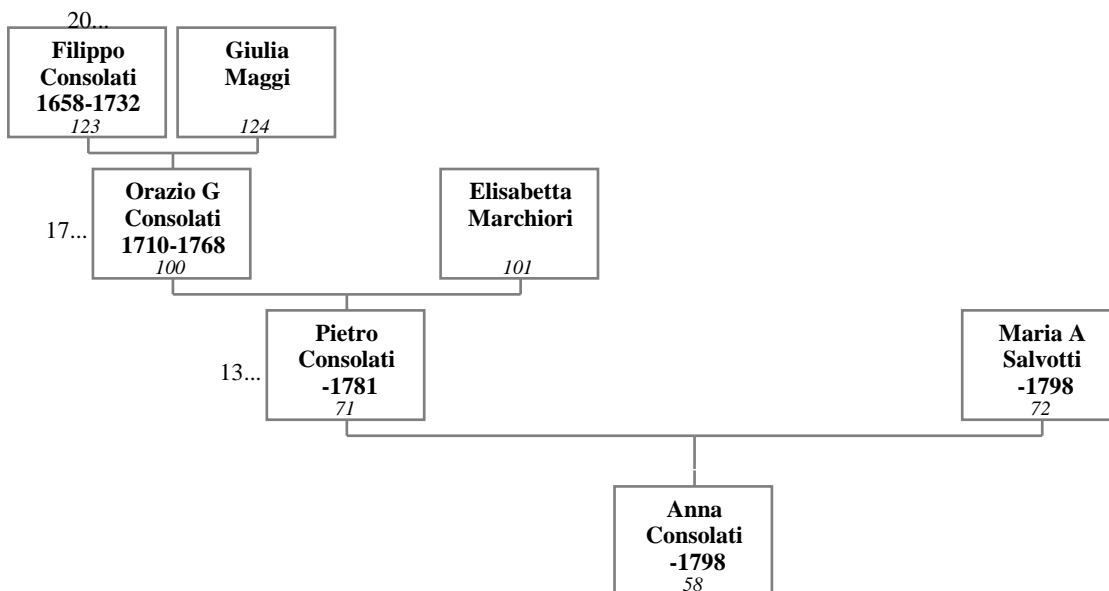 20...
Filippo
Consolati
1658-1732
123
Giulia
Maggi
124
17...
Orazio G
Consolati
1710-1768
100
Elisabetta
Marchiori
101
13...
Pietro
Consolati
-1781
71
Maria A
Salvotti
-1798
72
Anna
Consolati
-1798
58